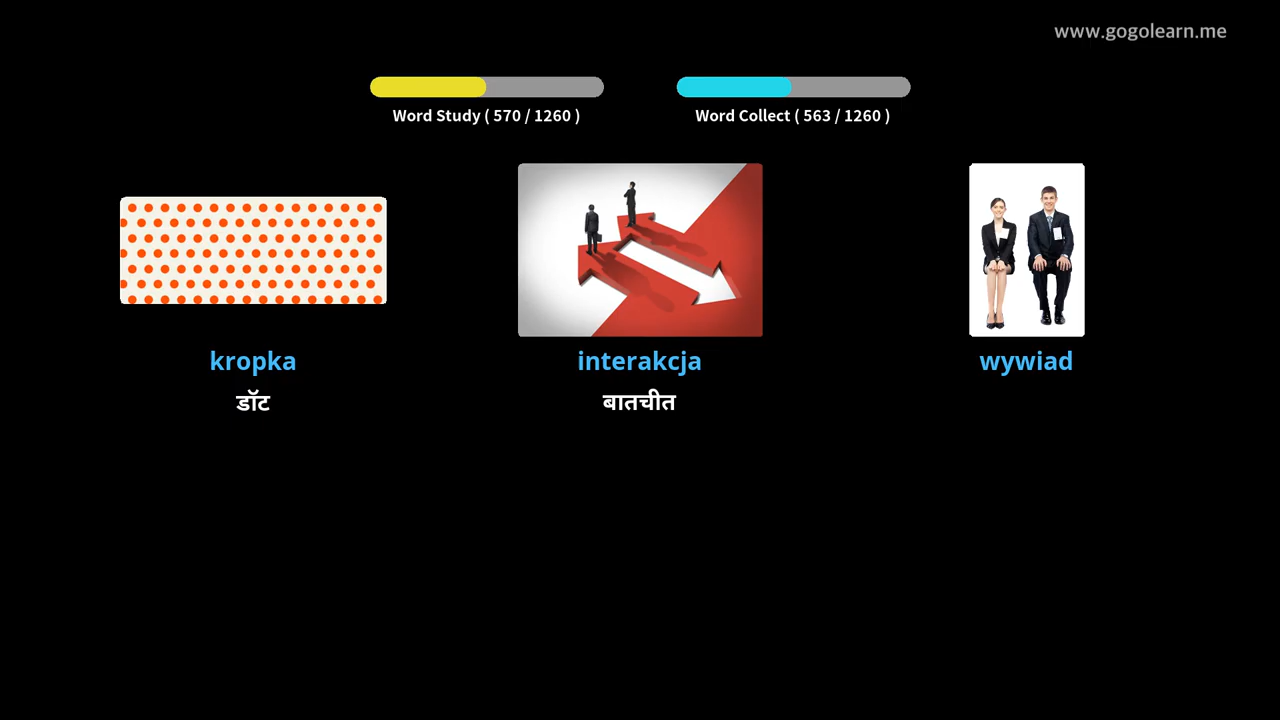 www.gogolearn.me
Word Study ( 570 / 1260 )
Word Collect ( 563 / 1260 )
kropka
interakcja
wywiad
डॉट
बातचीत